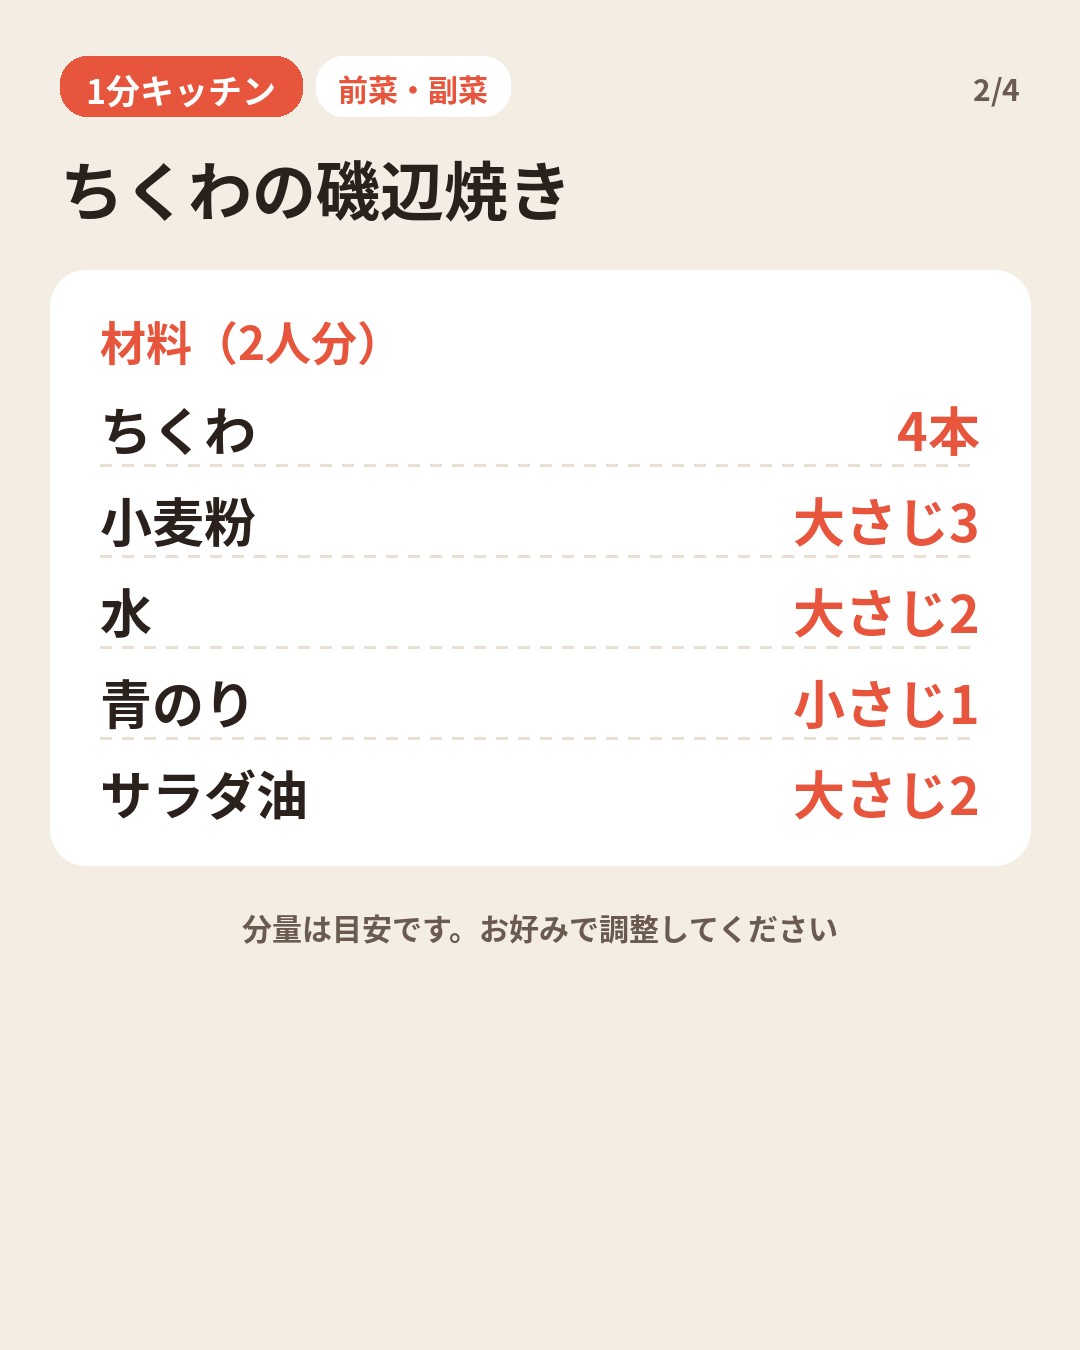 1分キッチン 前菜・副菜 2/4
ちくわの磯辺焼き
材料（2人分）
ちくわ 4本
小麦粉 大さじ3
水 大さじ2
青のり 小さじ1
サラダ油 大さじ2
分量は目安です。お好みで調整してください